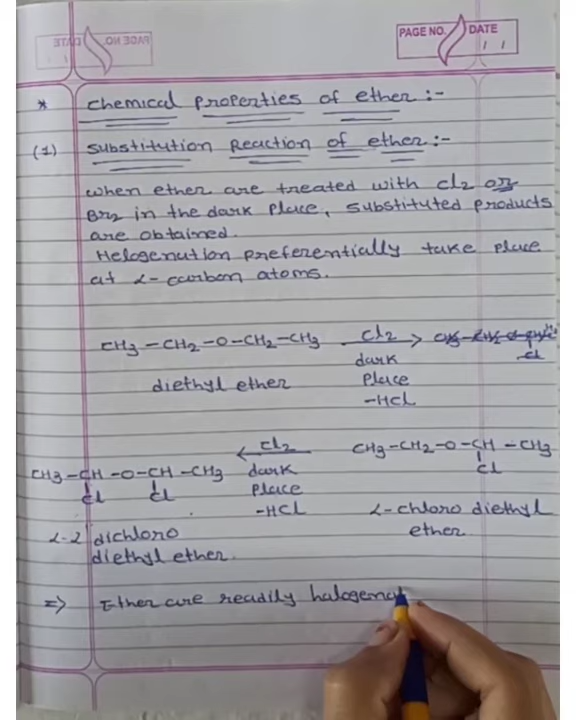 PAGE NO. DATE
/ /
* Chemical Properties of ether :-
(1) Substitution Reaction of ether :-
when ether are treated with Cl2 or
Br2 in the dark place, substituted products
are obtained.
Helogenution preferentially take place
at α-carbon atoms.
CH3 - CH2 - O - CH2 - CH3 Cl2 >
dark
diethyl ether Place
-HCl
CH3-CH2-O-CH-CH3
Cl
α-chloro diethyl
ether
Cl2
dark
Place
-HCl
CH3-CH-O-CH-CH3
Cl Cl
α-α dichloro
diethyl ether.
=> Ether are readily halogenat